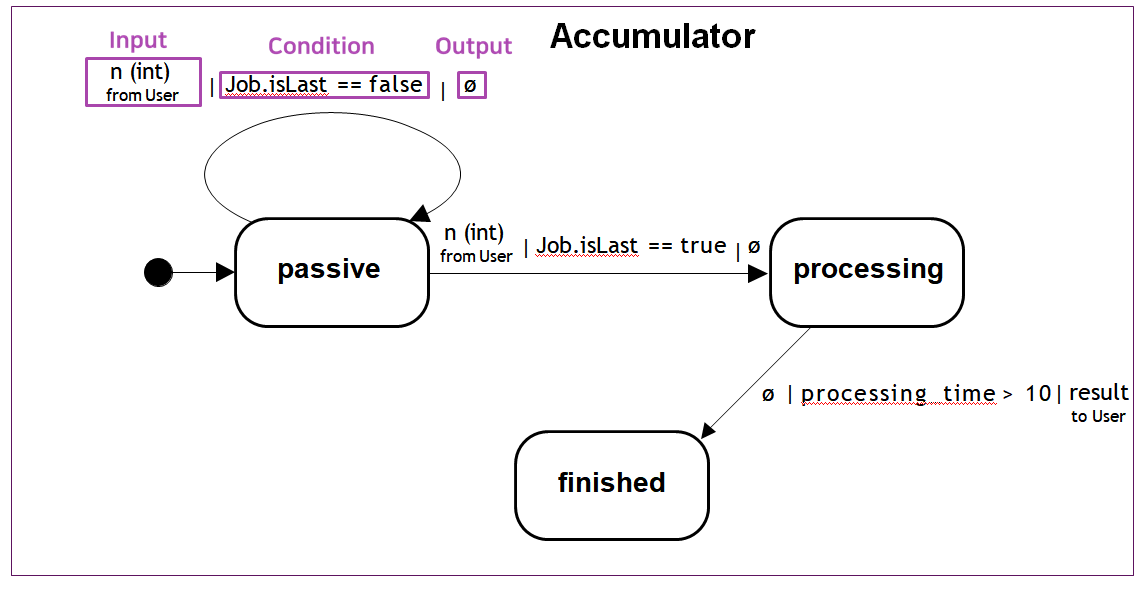 Accumulator
Input
Condition
Output
n (int)
from User
| Job.isLast == false | ø
n (int)
from User
| Job.isLast == true | ø
passive
processing
ø | processing_time > 10 | result
to User
finished